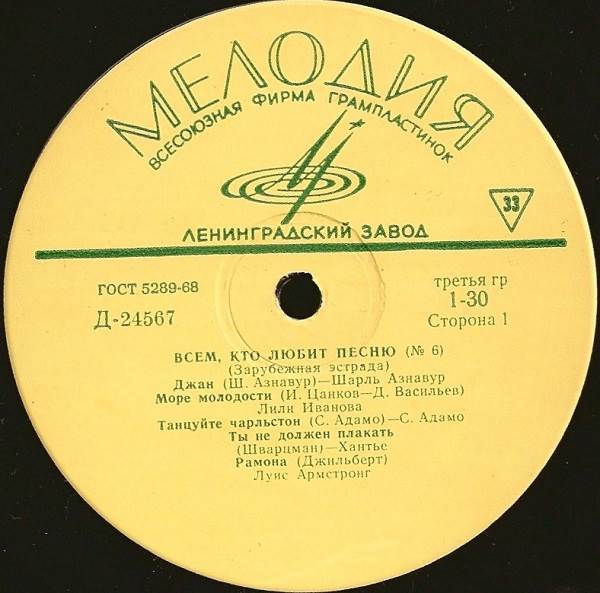 МЕЛОДИЯ
ВСЕСОЮЗНАЯ ФИРМА ГРАМПЛАСТИНОК
ЛЕНИНГРАДСКИЙ ЗАВОД
33
ГОСТ 5289-68
Д-24567
третья гр
1-30
Сторона 1
ВСЕМ, КТО ЛЮБИТ ПЕСНЮ (№ 6)
(Зарубежная эстрада)
Джан (Ш. Азнавур)—Шарль Азнавур
Море молодости (И. Цанков—Д. Васильев)
Лили Иванова
Танцуйте чарльстон (С. Адамо)—С. Адамо
Ты не должен плакать
(Шварцман)—Хантье
Рамона (Джильберт)
Луис Армстронг